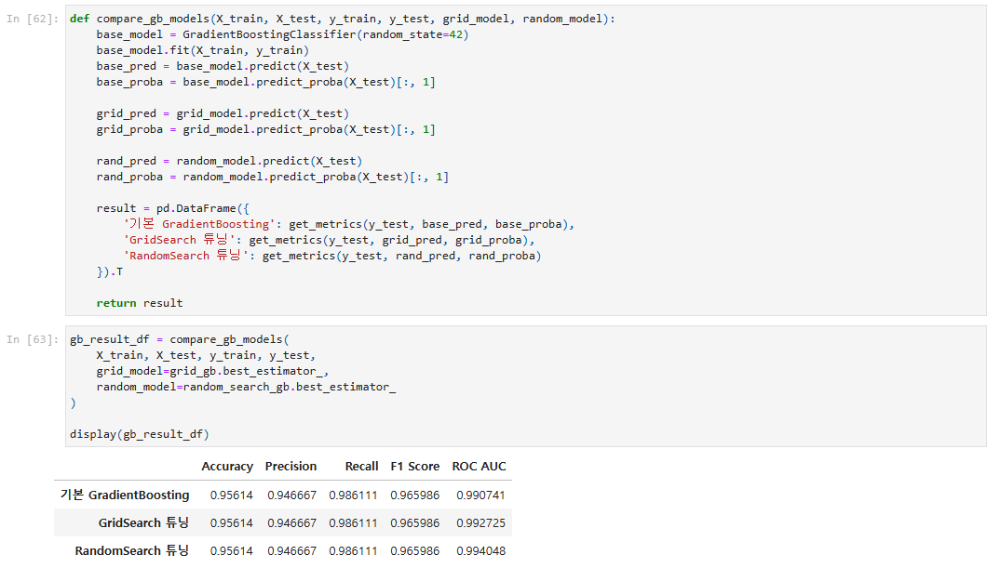 In [62]: def compare_gb_models(X_train, X_test, y_train, y_test, grid_model, random_model):
    base_model = GradientBoostingClassifier(random_state=42)
    base_model.fit(X_train, y_train)
    base_pred = base_model.predict(X_test)
    base_proba = base_model.predict_proba(X_test)[:, 1]
    grid_pred = grid_model.predict(X_test)
    grid_proba = grid_model.predict_proba(X_test)[:, 1]
    rand_pred = random_model.predict(X_test)
    rand_proba = random_model.predict_proba(X_test)[:, 1]
    result = pd.DataFrame({
        '기본 GradientBoosting': get_metrics(y_test, base_pred, base_proba),
        'GridSearch 튜닝': get_metrics(y_test, grid_pred, grid_proba),
        'RandomSearch 튜닝': get_metrics(y_test, rand_pred, rand_proba)
    }).T
    return result
In [63]: gb_result_df = compare_gb_models(
    X_train, X_test, y_train, y_test,
    grid_model=grid_gb.best_estimator_,
    random_model=random_search_gb.best_estimator_
)
display(gb_result_df)
Accuracy Precision Recall F1 Score ROC AUC
기본 GradientBoosting 0.95614 0.946667 0.986111 0.965986 0.990741
GridSearch 튜닝 0.95614 0.946667 0.986111 0.965986 0.992725
RandomSearch 튜닝 0.95614 0.946667 0.986111 0.965986 0.994048